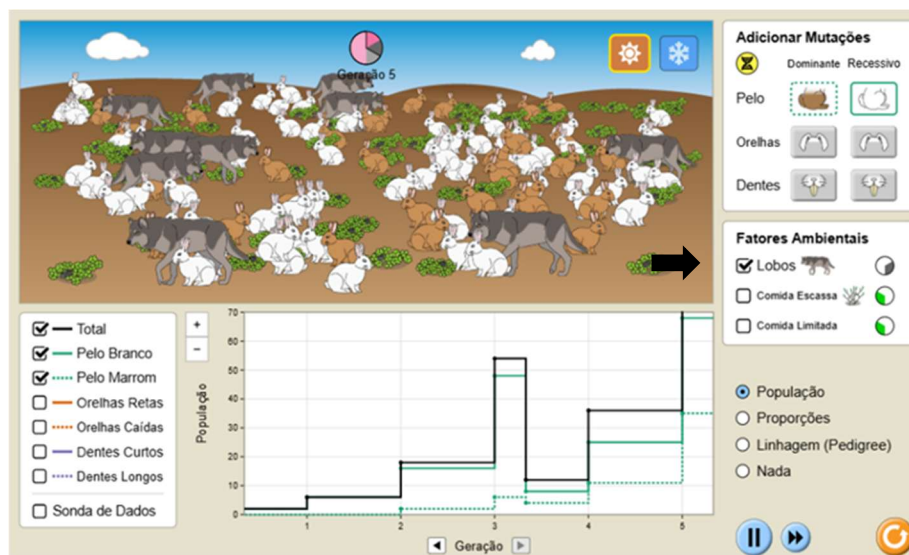 Geração 5
Adicionar Mutações
Dominante Recessivo
Pelo
Orelhas
Dentes
Fatores Ambientais
Lobos
Comida Escassa
Comida Limitada
Total
Pelo Branco
Pelo Marrom
Orelhas Retas
Orelhas Caídas
Dentes Curtos
Dentes Longos
Sonda de Dados
+
−
População
70
60
50
40
30
20
10
0
1 2 3 4 5
Geração
População
Proporções
Linhagem (Pedigree)
Nada